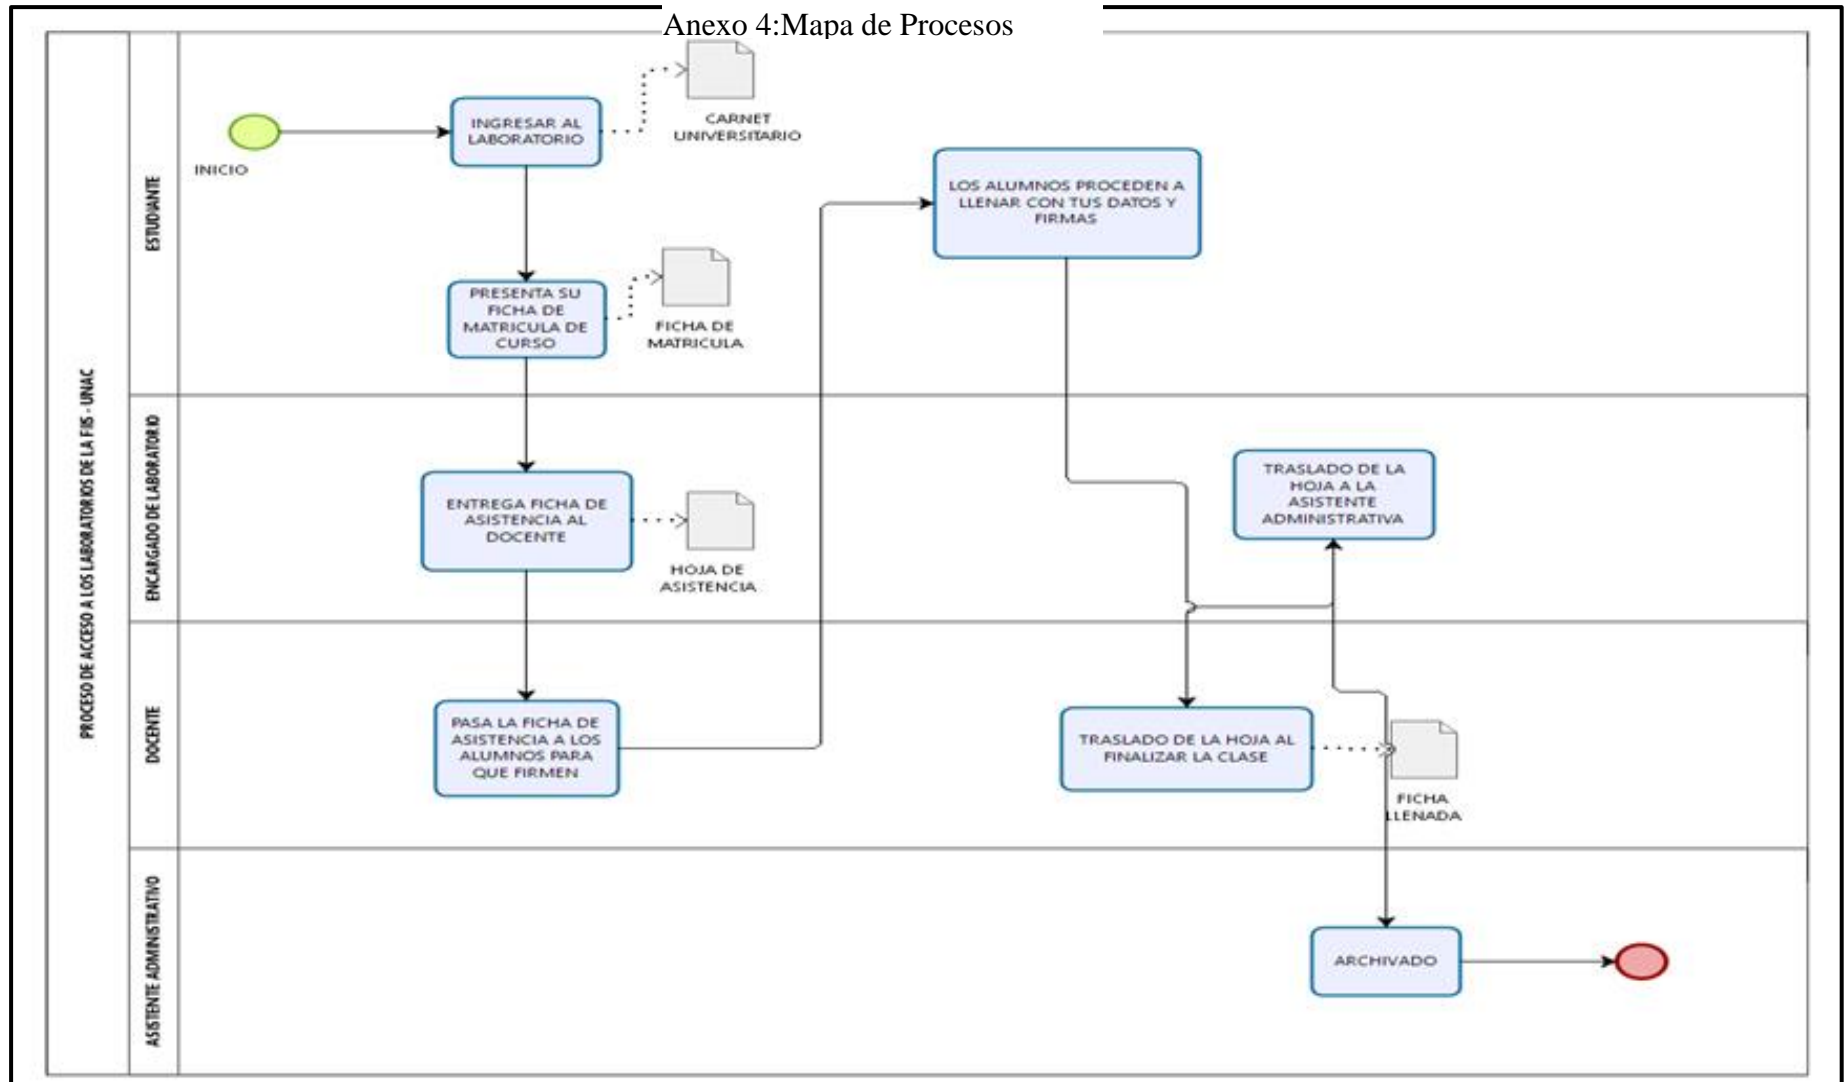 Anexo 4:Mapa de Procesos
PROCESO DE ACCESO A LOS LABORATORIOS DE LA FIIS - UNAC
ESTUDIANTE
INICIO
INGRESAR AL
LABORATORIO
CARNET
UNIVERSITARIO
PRESENTA SU
FICHA DE
MATRICULA DE
CURSO
FICHA DE
MATRICULA
LOS ALUMNOS PROCEDEN A
LLENAR CON TUS DATOS Y
FIRMAS
ENCARGADO DE LABORATORIO
ENTREGA FICHA DE
ASISTENCIA AL
DOCENTE
HOJA DE
ASISTENCIA
TRASLADO DE LA
HOJA A LA
ASISTENTE
ADMINISTRATIVA
DOCENTE
PASA LA FICHA DE
ASISTENCIA A LOS
ALUMNOS PARA
QUE FIRMEN
TRASLADO DE LA HOJA AL
FINALIZAR LA CLASE
FICHA
LLENADA
ASISTENTE ADMINISTRATIVO
ARCHIVADO